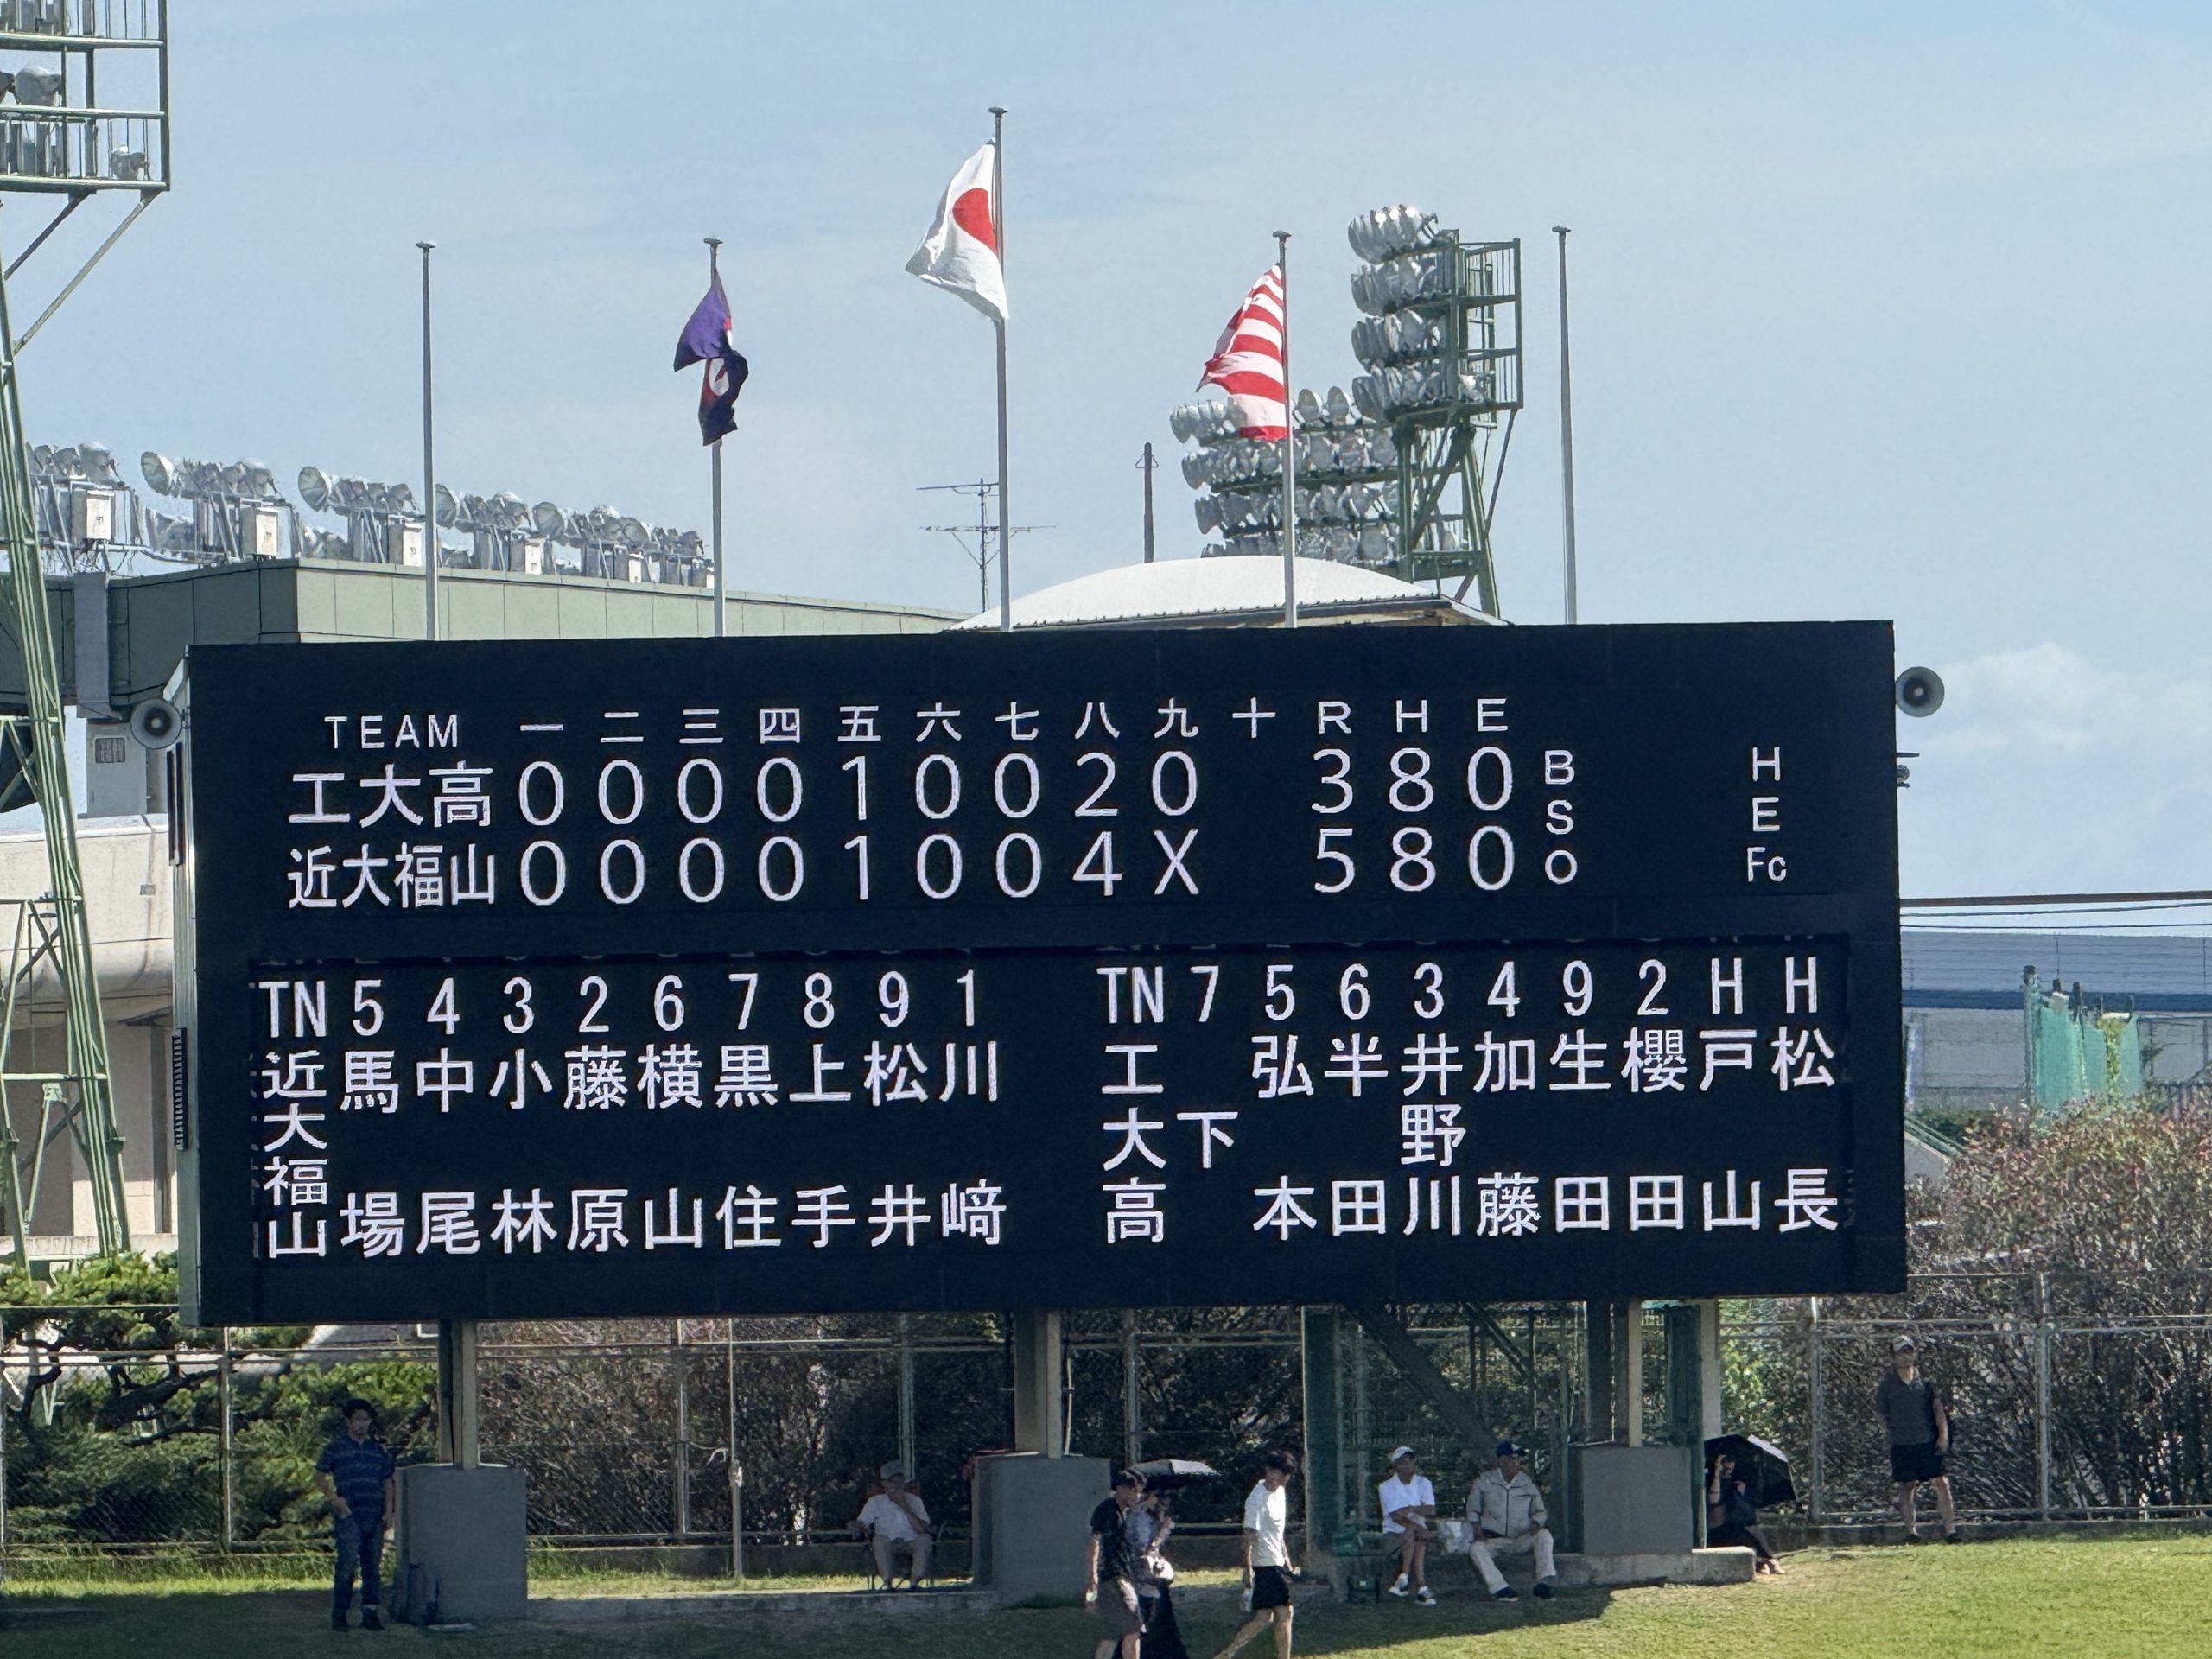 TEAM 一 二 三 四 五 六 七 八 九 十 R H E
工大高 0 0 0 0 1 0 0 2 0 3 8 0
近大福山 0 0 0 0 1 0 0 4 X 5 8 0
B
S
O
H
E
Fc
TN 5 4 3 2 6 7 8 9 1
近大福山
馬場
中尾
小林
藤原
横山
黒住
上手
松井
川﨑
TN 7 5 6 3 4 9 2 H H
工大高
下
弘本
半田
井野川
加藤
生田
櫻田
戸山
松長